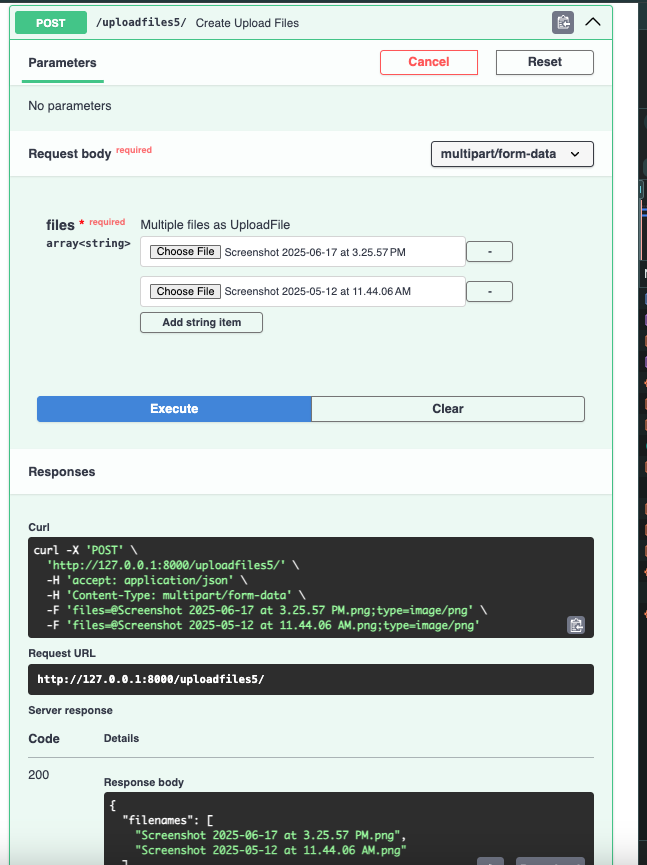 POST /uploadfiles5/ Create Upload Files
Parameters Cancel Reset
No parameters
Request body required multipart/form-data
files * required Multiple files as UploadFile
array<string>
Choose File Screenshot 2025-06-17 at 3.25.57 PM -
Choose File Screenshot 2025-05-12 at 11.44.06 AM -
Add string item
Execute Clear
Responses
Curl
curl -X 'POST' \
'http://127.0.0.1:8000/uploadfiles5/' \
-H 'accept: application/json' \
-H 'Content-Type: multipart/form-data' \
-F 'files=@Screenshot 2025-06-17 at 3.25.57 PM.png;type=image/png' \
-F 'files=@Screenshot 2025-05-12 at 11.44.06 AM.png;type=image/png'
Request URL
http://127.0.0.1:8000/uploadfiles5/
Server response
Code Details
200
Response body
{
"filenames": [
"Screenshot 2025-06-17 at 3.25.57 PM.png",
"Screenshot 2025-05-12 at 11.44.06 AM.png"
]